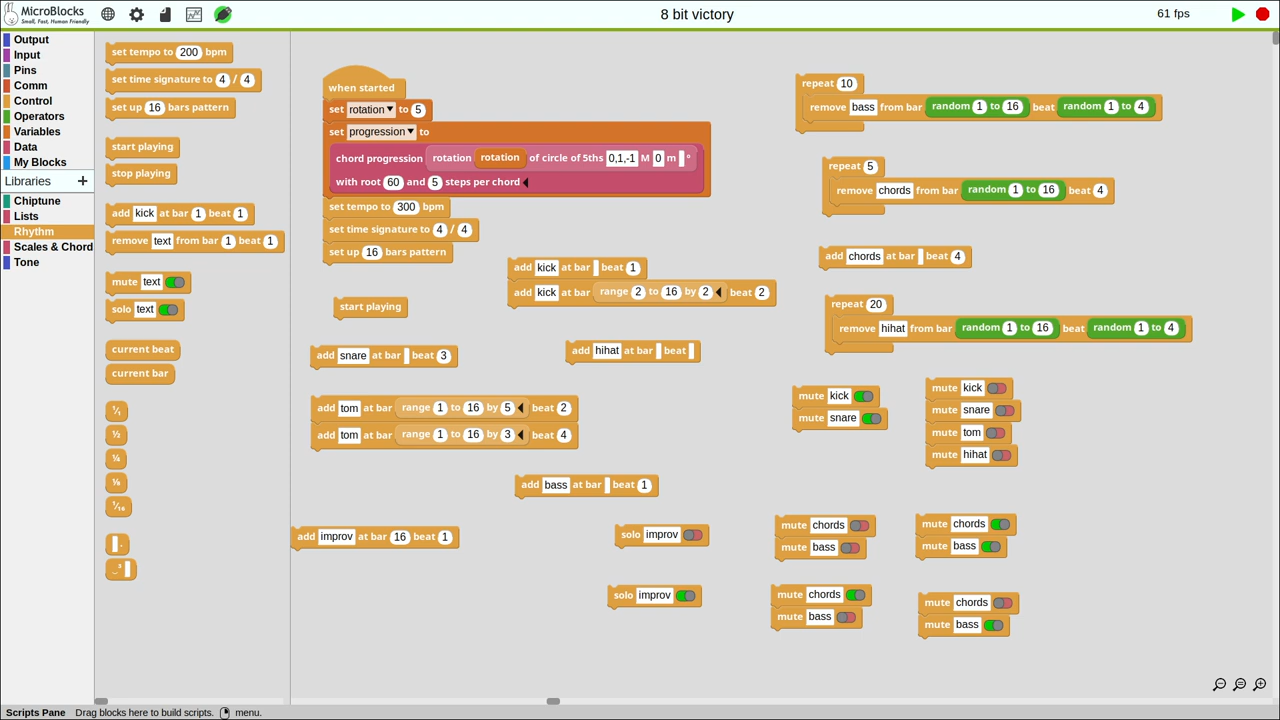 MicroBlocks
Small, Fast, Human Friendly
8 bit victory
61 fps
Output
Input
Pins
Comm
Control
Operators
Variables
Data
My Blocks
Libraries +
Chiptune
Lists
Rhythm
Scales & Chord
Tone
set tempo to 200 bpm
set time signature to 4 / 4
set up 16 bars pattern
start playing
stop playing
add kick at bar 1 beat 1
remove text from bar 1 beat 1
mute text
solo text
current beat
current bar
¹⁄₁
¹⁄₂
¹⁄₄
¹⁄₈
¹⁄₁₆
.
3
when started
set rotation to 5
set progression to
chord progression rotation rotation of circle of 5ths 0,1,-1 M 0 m °
with root 60 and 5 steps per chord
set tempo to 300 bpm
set time signature to 4 / 4
set up 16 bars pattern
start playing
add kick at bar beat 1
add kick at bar range 2 to 16 by 2 beat 2
add snare at bar beat 3
add hihat at bar beat
add tom at bar range 1 to 16 by 5 beat 2
add tom at bar range 1 to 16 by 3 beat 4
add bass at bar beat 1
add improv at bar 16 beat 1
solo improv
solo improv
repeat 10
remove bass from bar random 1 to 16 beat random 1 to 4
repeat 5
remove chords from bar random 1 to 16 beat 4
add chords at bar beat 4
repeat 20
remove hihat from bar random 1 to 16 beat random 1 to 4
mute kick
mute snare
mute kick
mute snare
mute tom
mute hihat
mute chords
mute bass
mute chords
mute bass
mute chords
mute bass
mute chords
mute bass
Scripts Pane Drag blocks here to build scripts. menu.